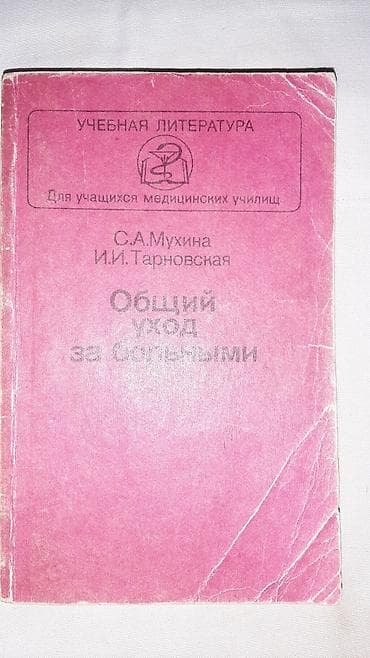 УЧЕБНАЯ ЛИТЕРАТУРА
Для учащихся медицинских училищ
С.А.Мухина
И.И.Тарновская
Общий
уход
за больными